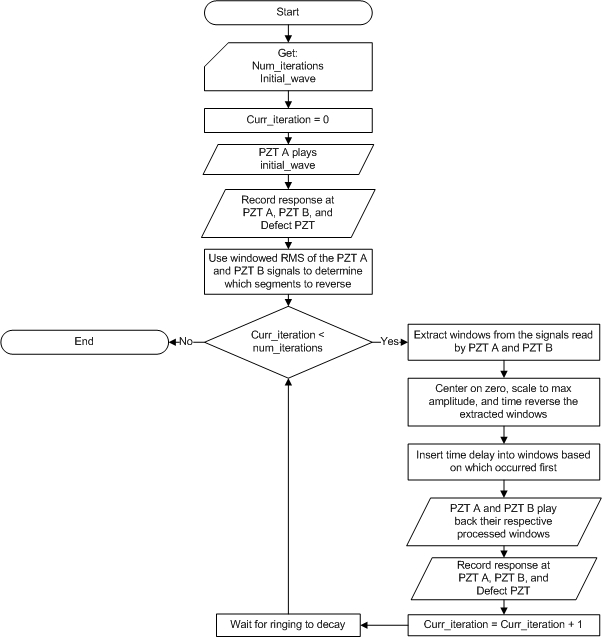 Start
Get:
Num_iterations
Initial_wave
Curr_iteration = 0
PZT A plays
initial_wave
Record response at
PZT A, PZT B, and
Defect PZT
Use windowed RMS of the PZT A
and PZT B signals to determine
which segments to reverse
Curr_iteration <
num_iterations
No
End
Yes
Extract windows from the signals read
by PZT A and PZT B
Center on zero, scale to max
amplitude, and time reverse the
extracted windows
Insert time delay into windows based
on which occurred first
PZT A and PZT B play
back their respective
processed windows
Record response at
PZT A, PZT B, and
Defect PZT
Curr_iteration = Curr_iteration + 1
Wait for ringing to decay